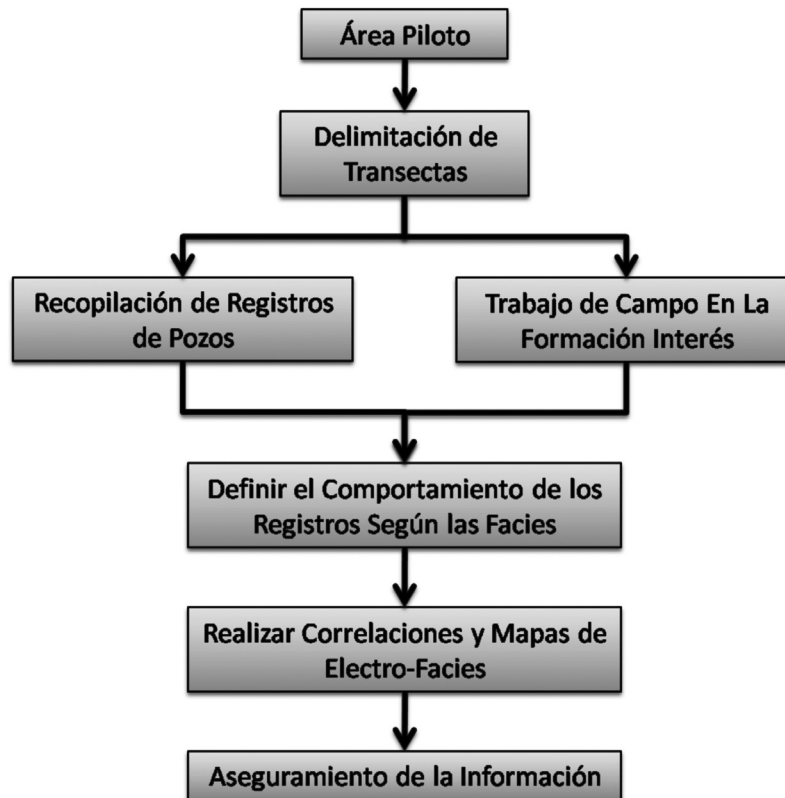 Área Piloto
Delimitación de
Transectas
Recopilación de Registros
de Pozos
Trabajo de Campo En La
Formación Interés
Definir el Comportamiento de los
Registros Según las Facies
Realizar Correlaciones y Mapas de
Electro-Facies
Aseguramiento de la Información